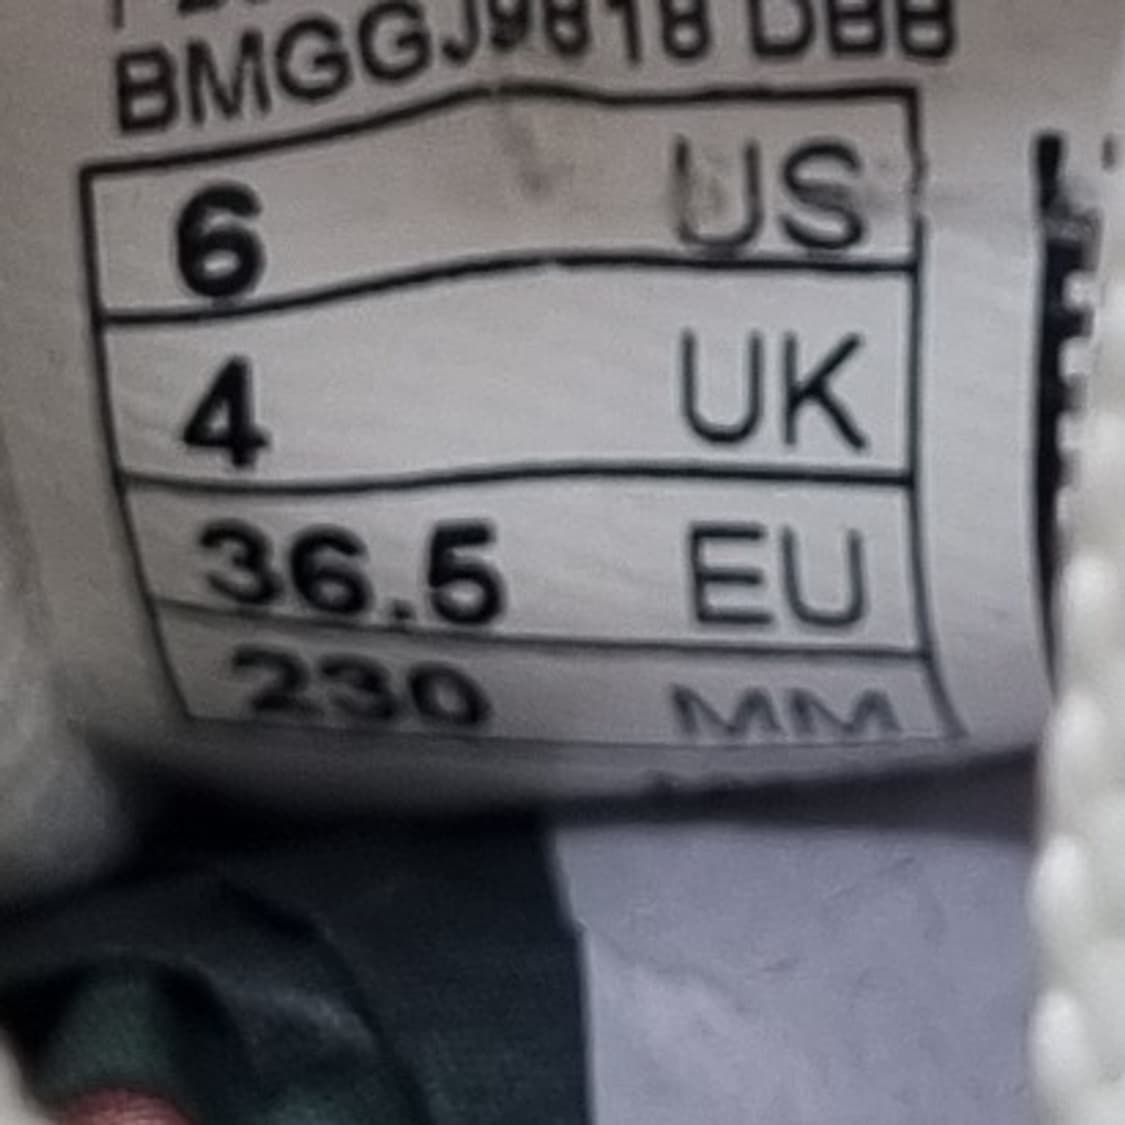 BMGGJ9818 DBB
6 US
4 UK
36.5 EU
230 MM